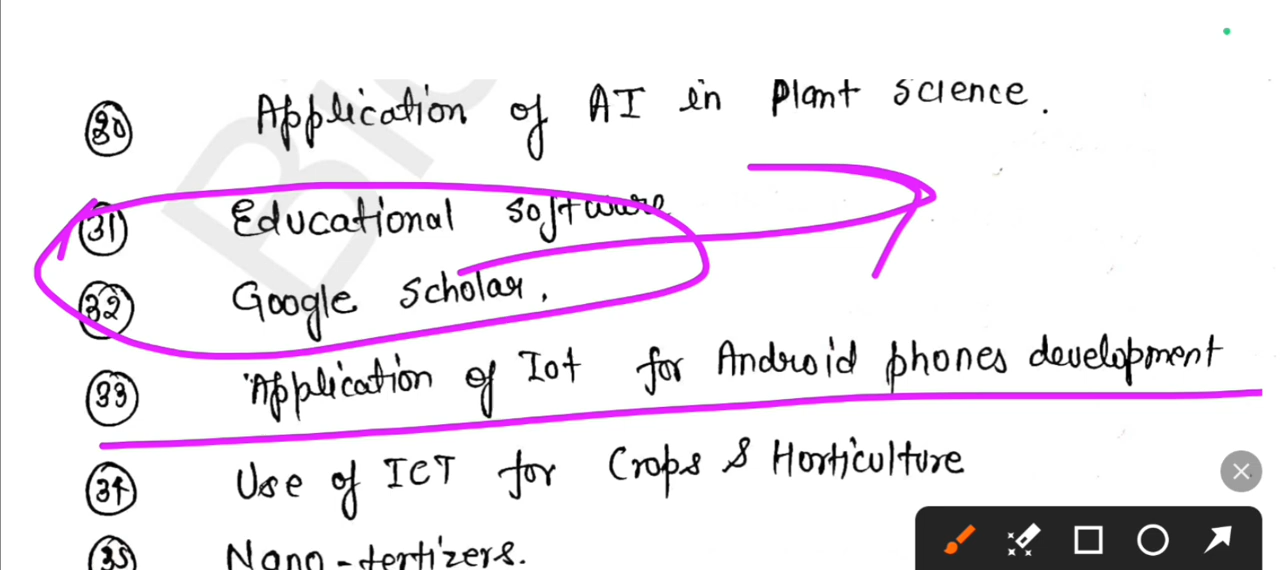 30 Application of AI in Plant Science.
31 Educational software
32 Google Scholar.
33 Application of Iot for Android phones development
34 Use of ICT for Crops & Horticulture
35 Nano-fertizers.